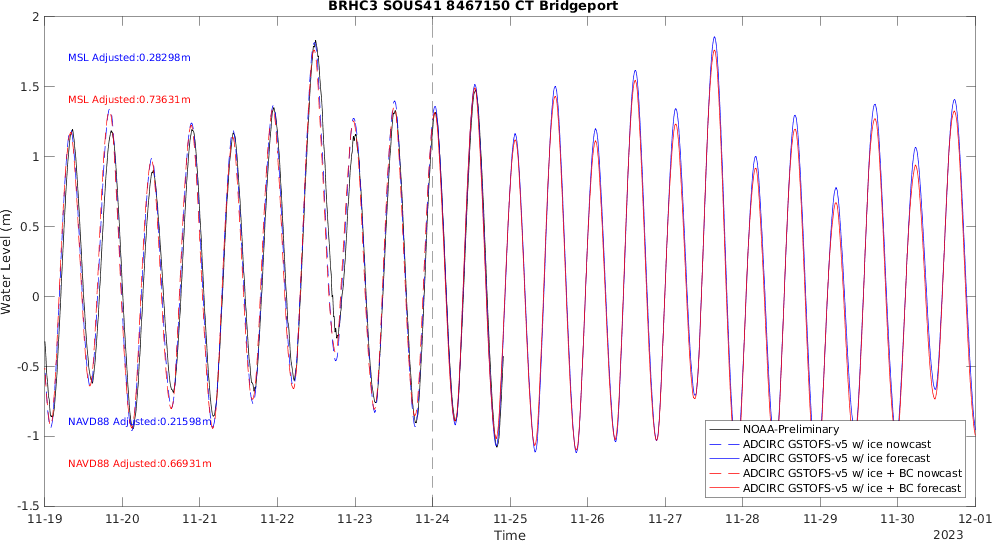 BRHC3 SOUS41 8467150 CT Bridgeport
2
1.5
1
0.5
0
-0.5
-1
-1.5
Water Level (m)
MSL Adjusted:0.28298m
MSL Adjusted:0.73631m
NAVD88 Adjusted:0.21598m
NAVD88 Adjusted:0.66931m
NOAA-Preliminary
ADCIRC GSTOFS-v5 w/ ice nowcast
ADCIRC GSTOFS-v5 w/ ice forecast
ADCIRC GSTOFS-v5 w/ ice + BC nowcast
ADCIRC GSTOFS-v5 w/ ice + BC forecast
11-19 11-20 11-21 11-22 11-23 11-24 11-25 11-26 11-27 11-28 11-29 11-30 12-01
Time
2023